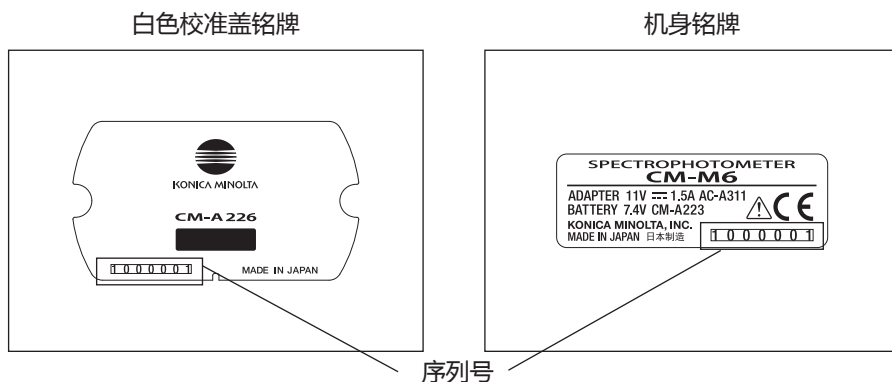 白色校准盖铭牌
KONICA MINOLTA
CM-A226
1000001
MADE IN JAPAN
机身铭牌
SPECTROPHOTOMETER
CM-M6
ADAPTER 11V ⎓ 1.5A AC-A311
BATTERY 7.4V CM-A223
KONICA MINOLTA, INC.
MADE IN JAPAN 日本制造
CE
1000001
序列号